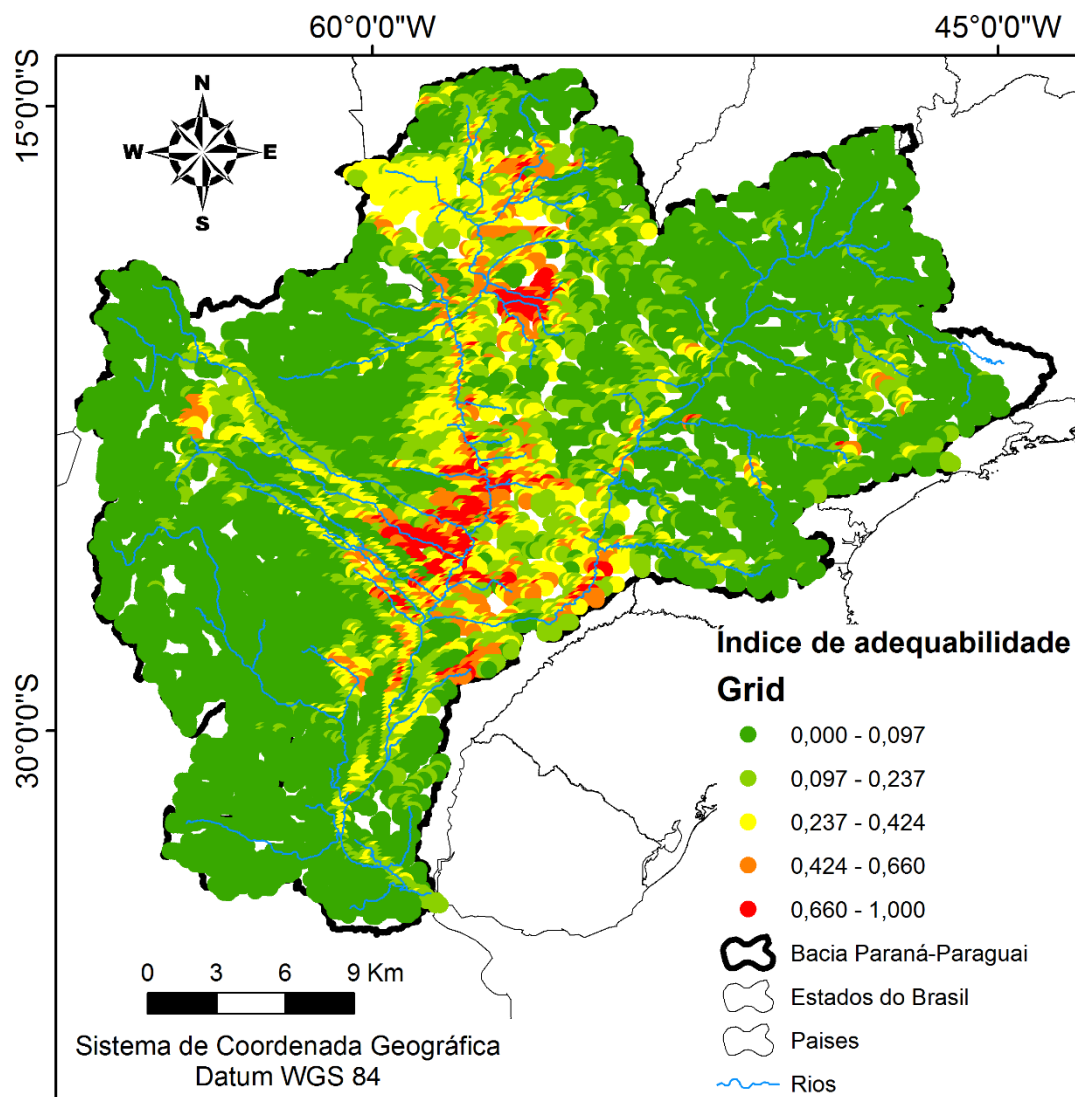 60°0'0"W 45°0'0"W
15°0'0"S
30°0'0"S
N
W E
S
Índice de adequabilidade
Grid
0,000 - 0,097
0,097 - 0,237
0,237 - 0,424
0,424 - 0,660
0,660 - 1,000
Bacia Paraná-Paraguai
Estados do Brasil
Paises
Rios
0 3 6 9 Km
Sistema de Coordenada Geográfica
Datum WGS 84